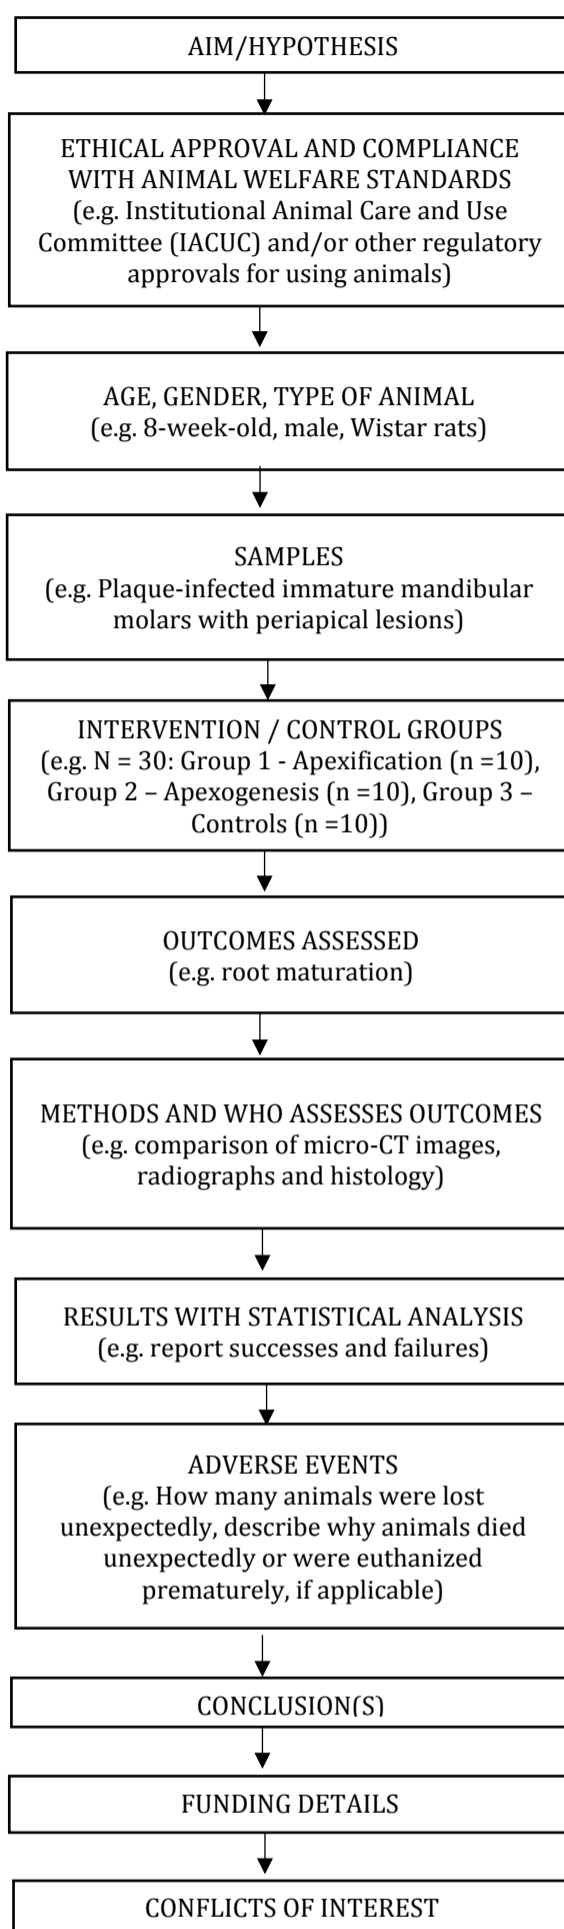 AIM/HYPOTHESIS
ETHICAL APPROVAL AND COMPLIANCE
WITH ANIMAL WELFARE STANDARDS
(e.g. Institutional Animal Care and Use
Committee (IACUC) and/or other regulatory
approvals for using animals)
AGE, GENDER, TYPE OF ANIMAL
(e.g. 8-week-old, male, Wistar rats)
SAMPLES
(e.g. Plaque-infected immature mandibular
molars with periapical lesions)
INTERVENTION / CONTROL GROUPS
(e.g. N = 30: Group 1 - Apexification (n =10),
Group 2 – Apexogenesis (n =10), Group 3 –
Controls (n =10))
OUTCOMES ASSESSED
(e.g. root maturation)
METHODS AND WHO ASSESSES OUTCOMES
(e.g. comparison of micro-CT images,
radiographs and histology)
RESULTS WITH STATISTICAL ANALYSIS
(e.g. report successes and failures)
ADVERSE EVENTS
(e.g. How many animals were lost
unexpectedly, describe why animals died
unexpectedly or were euthanized
prematurely, if applicable)
CONCLUSION(S)
FUNDING DETAILS
CONFLICTS OF INTEREST